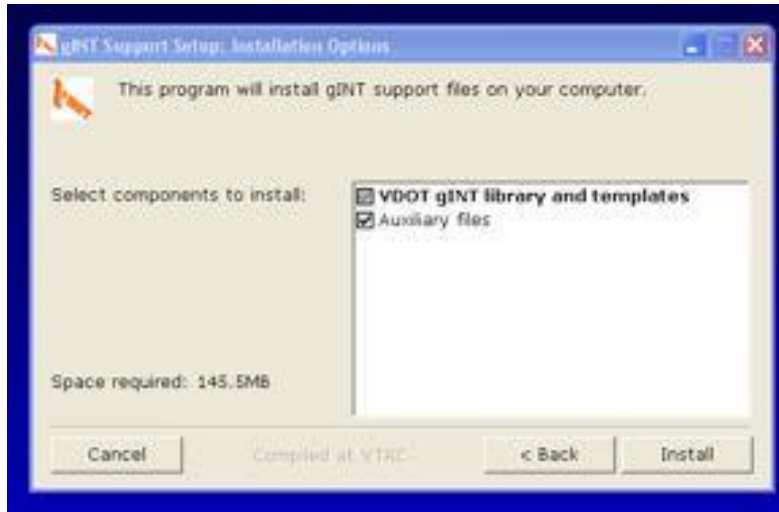 gINT Support Setup: Installation Options
This program will install gINT support files on your computer.
Select components to install:
VDOT gINT library and templates
Auxiliary files
Space required: 145.5MB
Cancel
Compiled at VTRC
< Back
Install